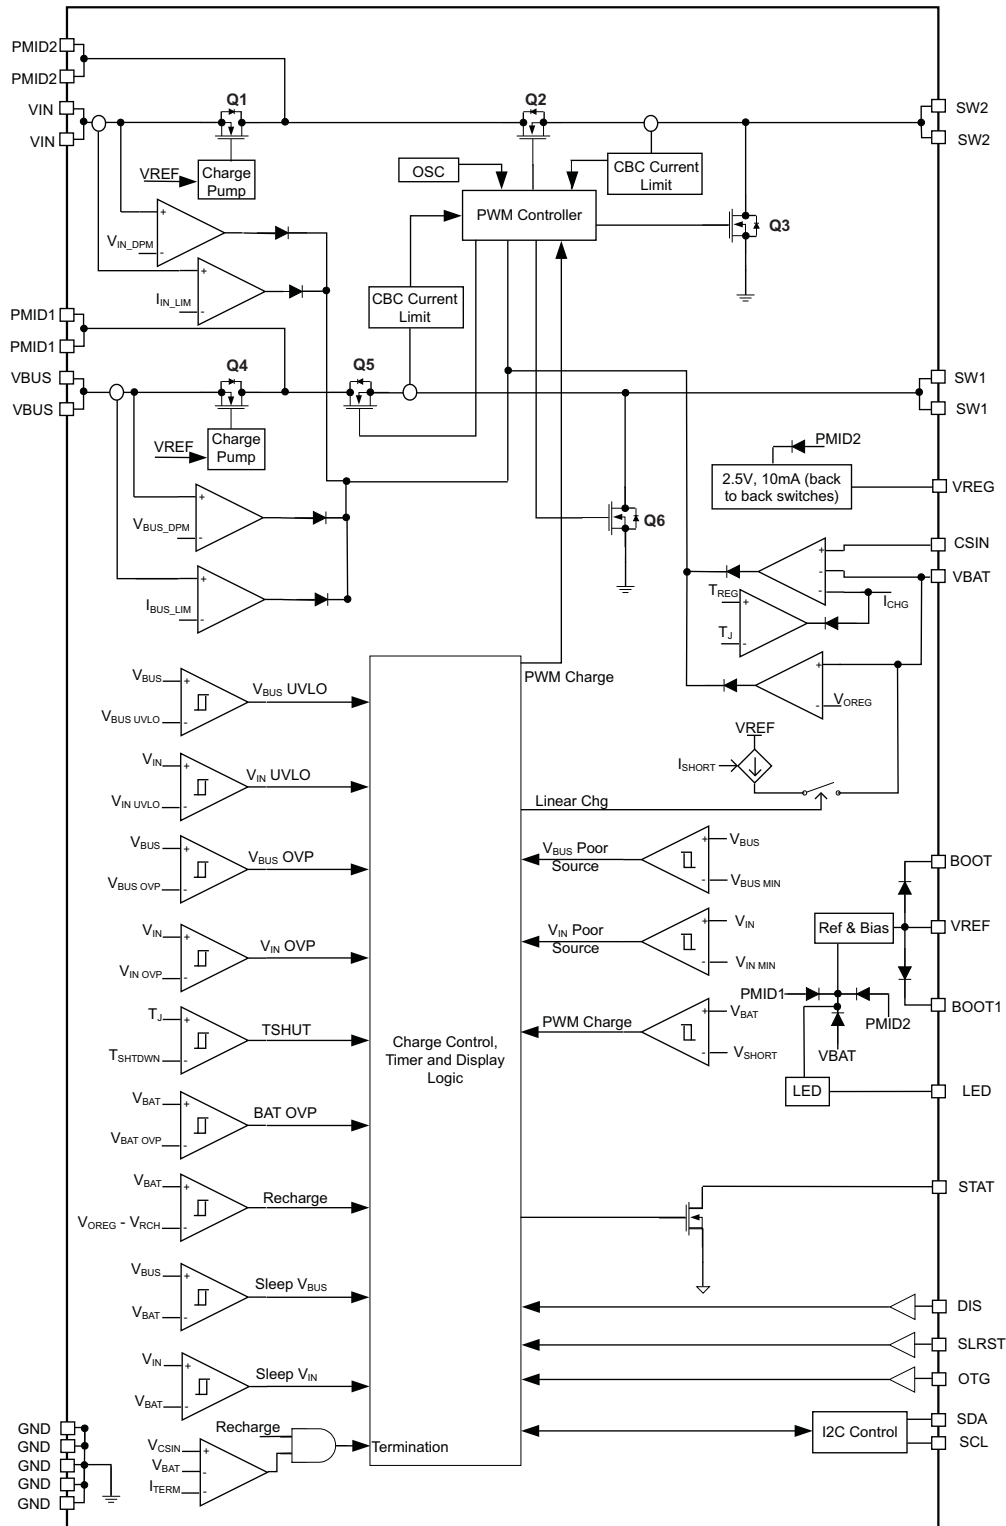 PMID2
PMID2
VIN
VIN
Q1
Q2
SW2
SW2
VREF
Charge
Pump
OSC
CBC Current
Limit
PWM Controller
Q3
+
VIN_DPM
-
+
IIN_LIM
-
CBC Current
Limit
PMID1
PMID1
VBUS
VBUS
Q4
Q5
SW1
SW1
VREF
Charge
Pump
PMID2
2.5V, 10mA (back
to back switches)
VREG
+
VBUS_DPM
-
Q6
+
IBUS_LIM
-
CSIN
VBAT
+
-
-
ICHG
TREG
+
TJ
-
+
VOREG
-
VREF
ISHORT
PWM Charge
Linear Chg
VBUS
+
VBUS UVLO
-
VBUS UVLO
VIN
+
VIN UVLO
-
VIN UVLO
VBUS
+
VBUS OVP
-
VBUS OVP
VIN
+
VIN OVP
-
VIN OVP
TJ
+
TSHTDWN
-
TSHUT
VBAT
+
VBAT OVP
-
BAT OVP
VBAT
+
VOREG - VRCH
-
Recharge
VBUS
+
VBAT
-
Sleep VBUS
VIN
+
VBAT
-
Sleep VIN
Recharge
VCSIN
+
VBAT
-
ITERM
-
Termination
Charge Control,
Timer and Display
Logic
VBUS Poor
Source
+
VBUS
-
VBUS MIN
VIN Poor
Source
+
VIN
-
VIN MIN
PWM Charge
+
VBAT
-
VSHORT
BOOT
Ref & Bias
VREF
PMID1
PMID2
VBAT
BOOT1
LED
LED
STAT
DIS
SLRST
OTG
I2C Control
SDA
SCL
GND
GND
GND
GND
GND